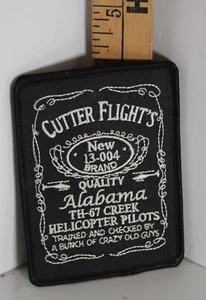 CUTTER FLIGHT'S
New
13-004
BRAND
QUALITY
Alabama
TH-67 CREEK
HELICOPTER PILOTS
TRAINED AND CHECKED BY
A BUNCH OF CRAZY OLD GUYS